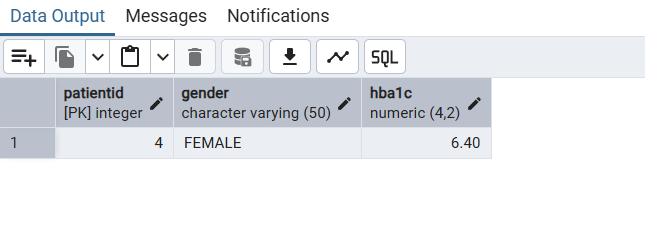 Data Output Messages Notifications
SQL
patientid gender hba1c
[PK] integer character varying (50) numeric (4,2)
1 4 FEMALE 6.40